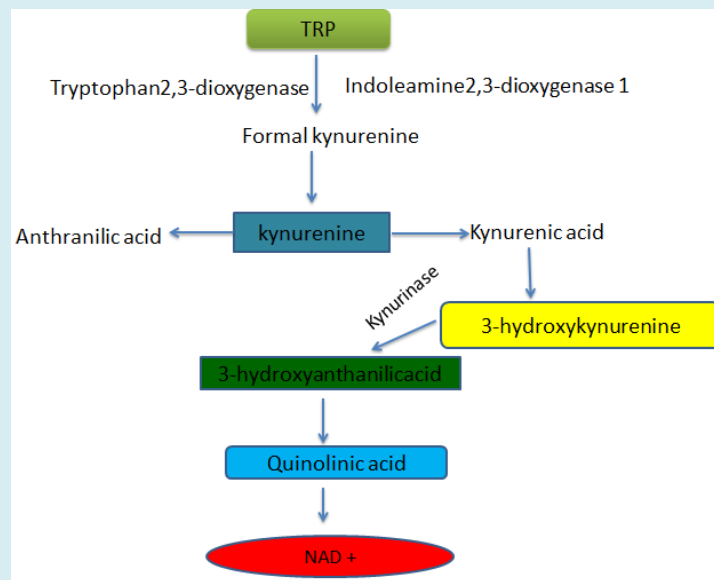 TRP
Tryptophan2,3-dioxygenase
Indoleamine2,3-dioxygenase 1
Formal kynurenine
Anthranilic acid
kynurenine
Kynurenic acid
Kynurinase
3-hydroxykynurenine
3-hydroxyanthanilicacid
Quinolinic acid
NAD +